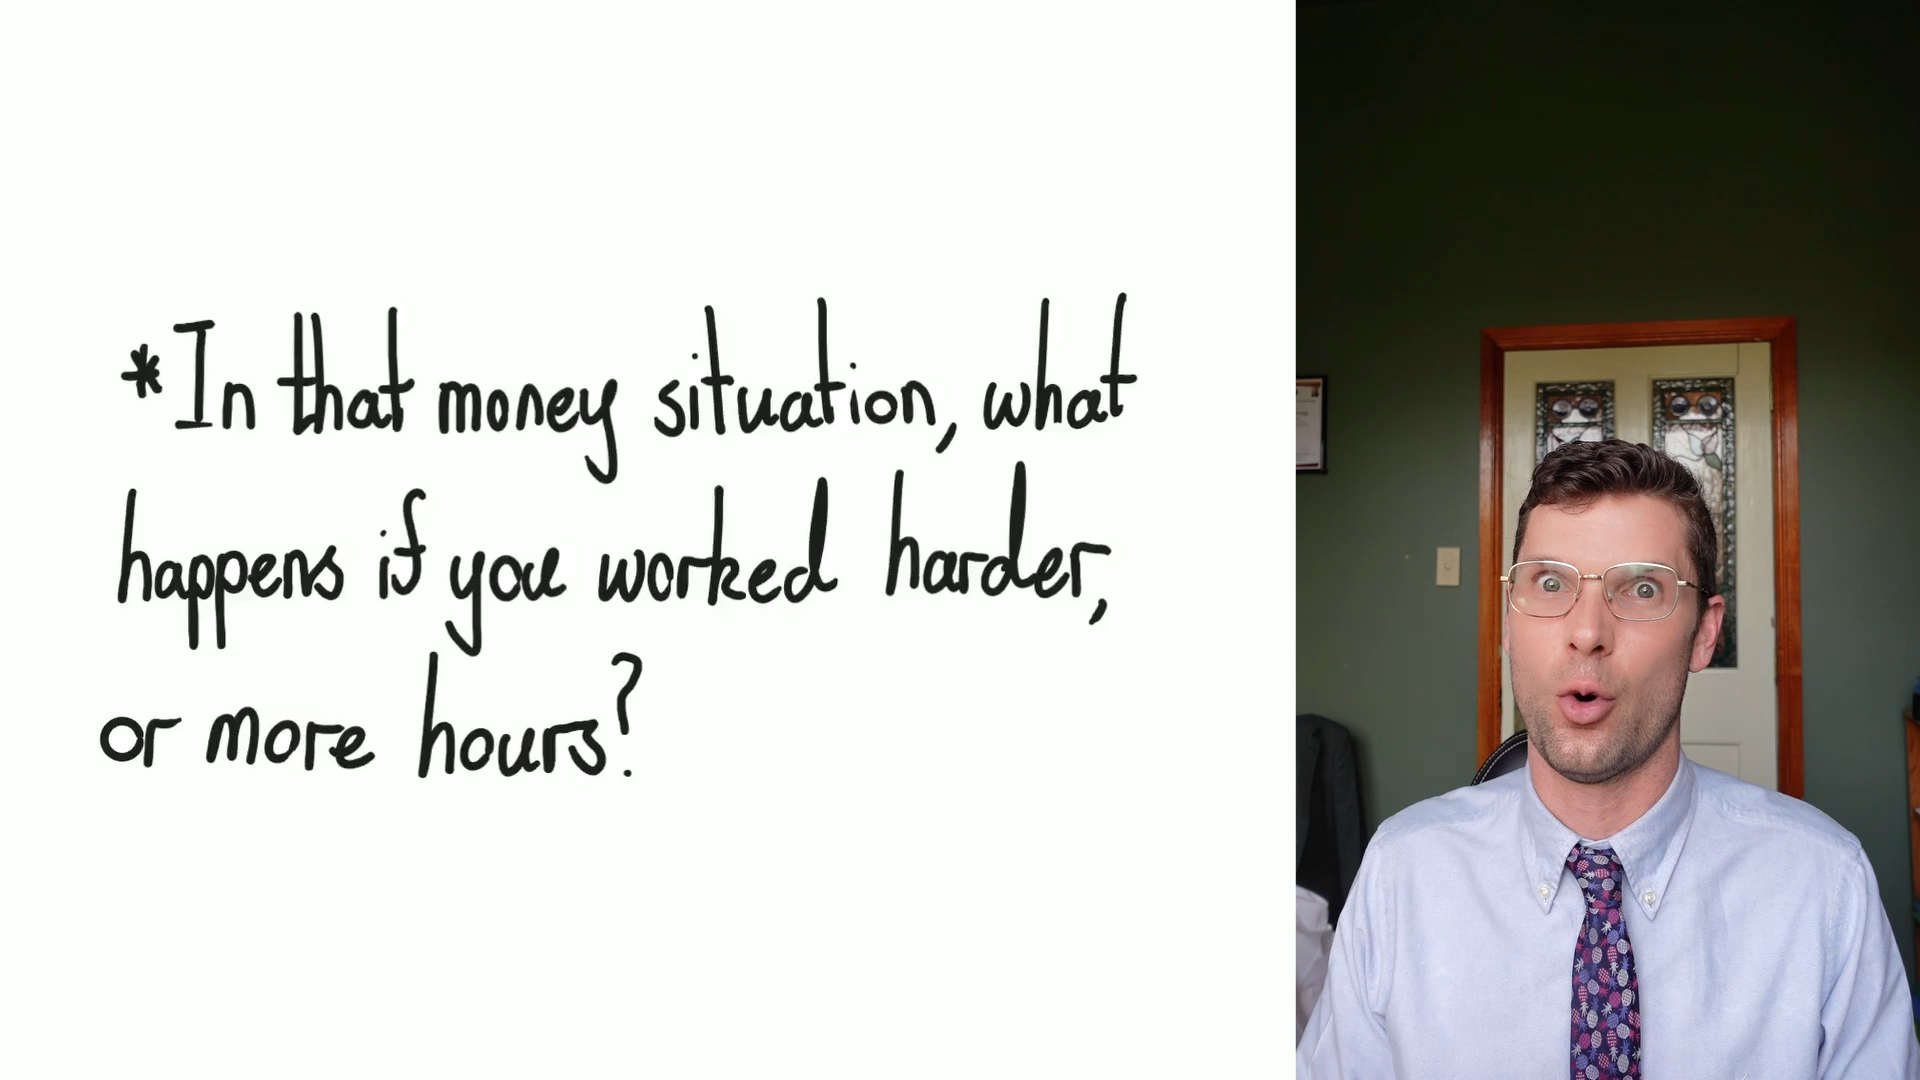 *In that money situation, what
happens if you worked harder,
or more hours?